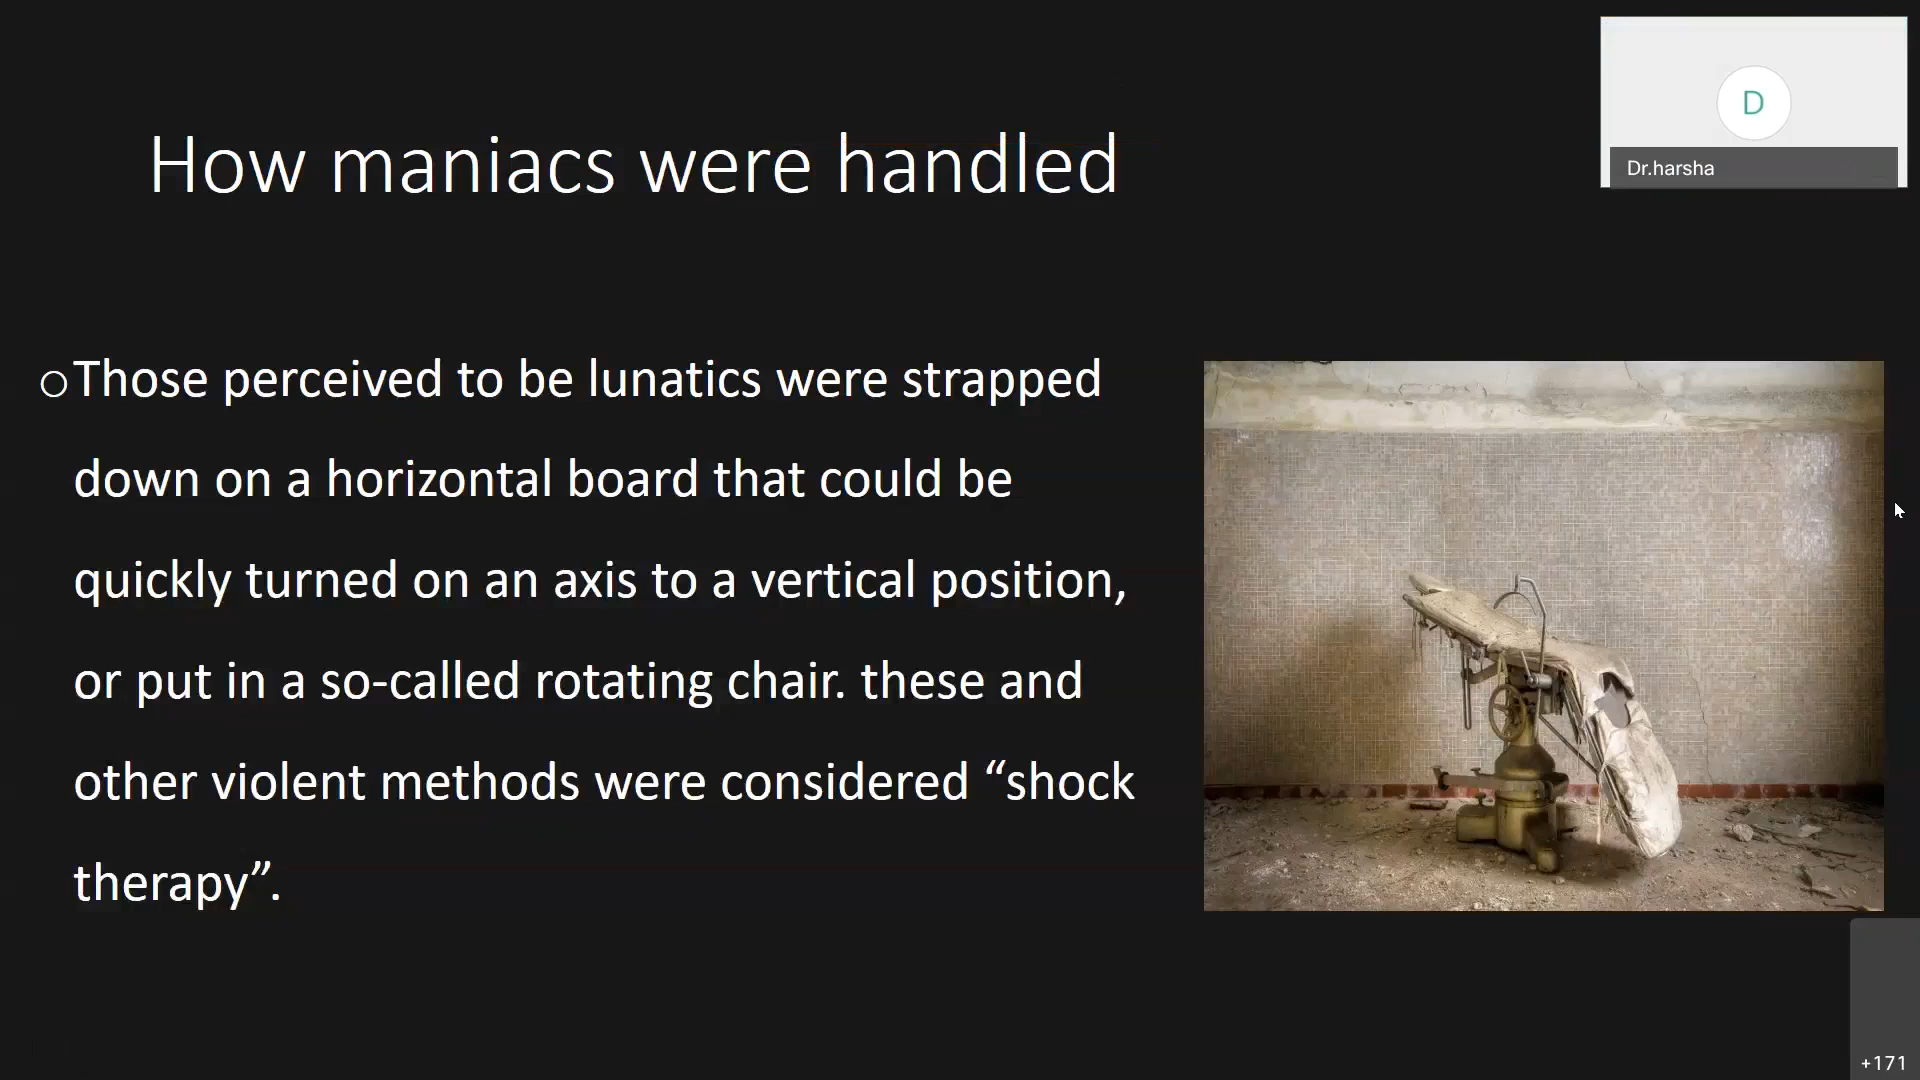 How maniacs were handled
D
Dr.harsha
○Those perceived to be lunatics were strapped
down on a horizontal board that could be
quickly turned on an axis to a vertical position,
or put in a so-called rotating chair. these and
other violent methods were considered “shock
therapy”.
+171